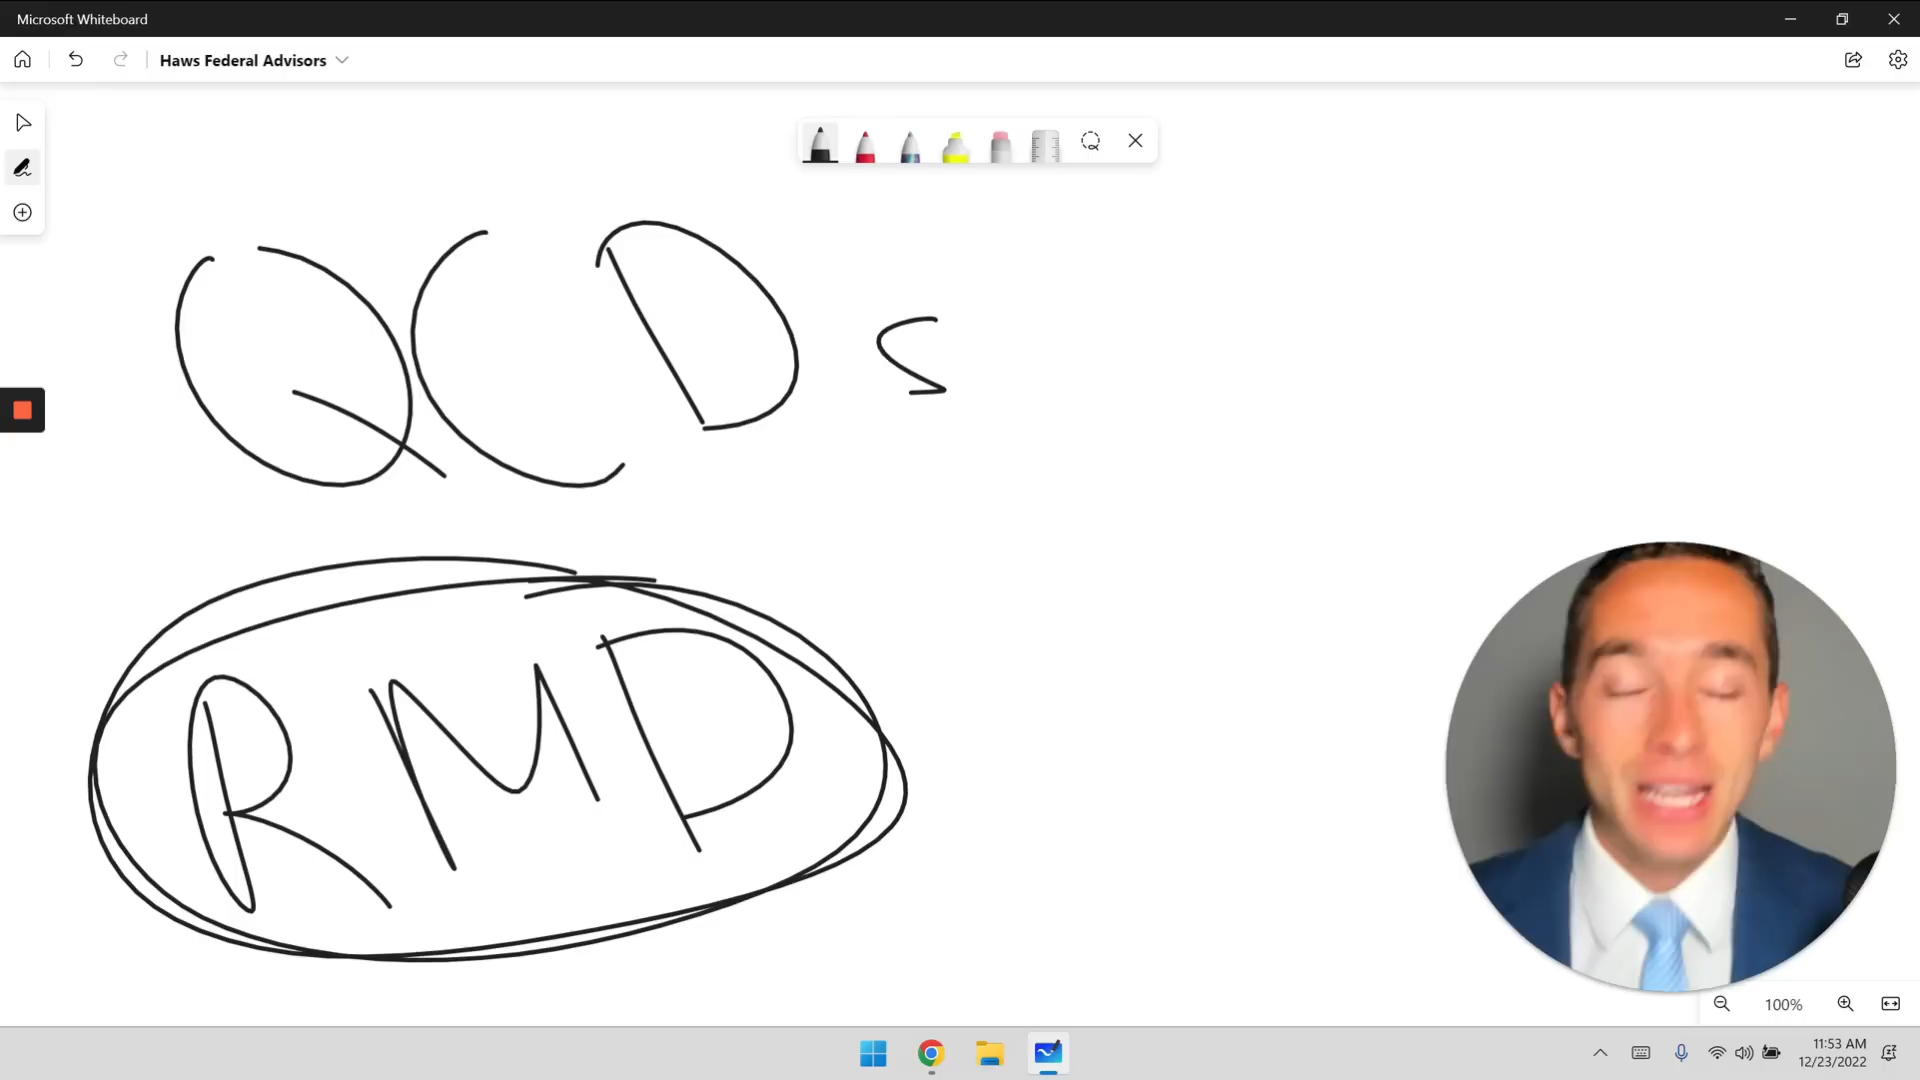 Microsoft Whiteboard
Haws Federal Advisors
QCDs
RMD
100%
11:53 AM
12/23/2022